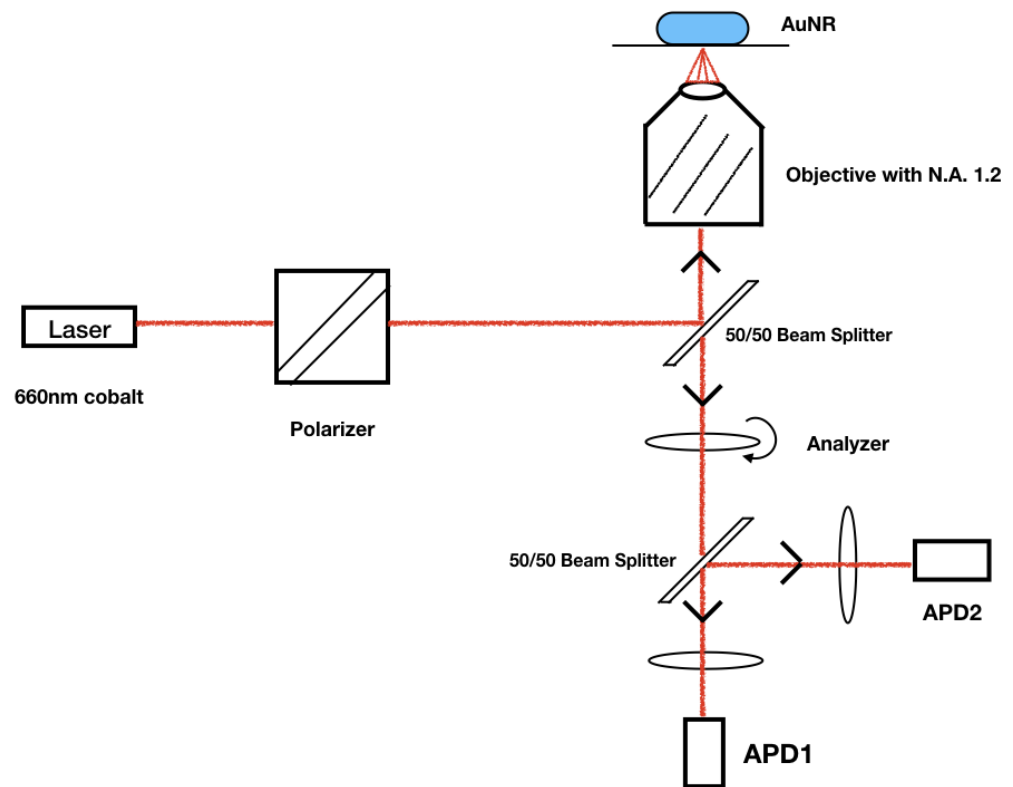 AuNR
Objective with N.A. 1.2
Laser
50/50 Beam Splitter
660nm cobalt
Polarizer
Analyzer
50/50 Beam Splitter
APD2
APD1